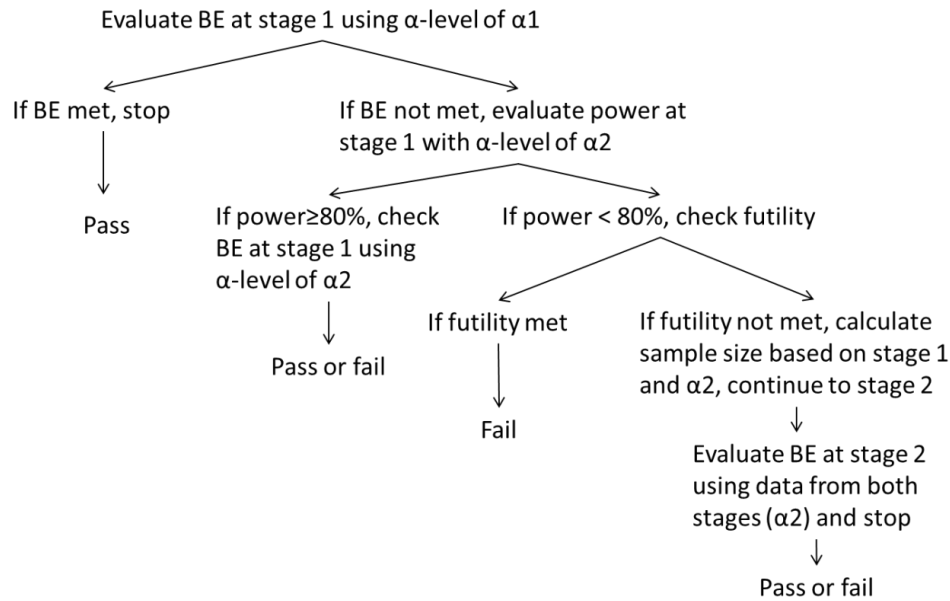 Evaluate BE at stage 1 using α-level of α1
If BE met, stop
If BE not met, evaluate power at
stage 1 with α-level of α2
Pass
If power≥80%, check
BE at stage 1 using
α-level of α2
If power < 80%, check futility
Pass or fail
If futility met
If futility not met, calculate
sample size based on stage 1
and α2, continue to stage 2
Fail
Evaluate BE at stage 2
using data from both
stages (α2) and stop
Pass or fail